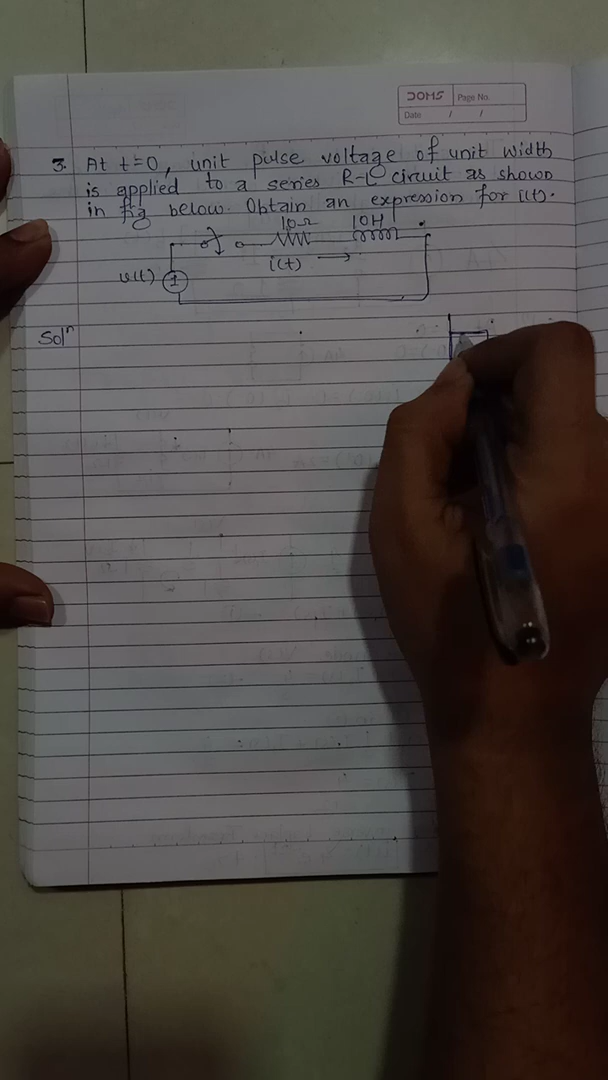 DOMS Page No.
Date / /
3. At t=0, unit pulse voltage of unit width
is applied to a series R-L circuit as shown
in fig below. Obtain an expression for i(t).
10Ω 10H
i(t)
v(t) 1
Solⁿ